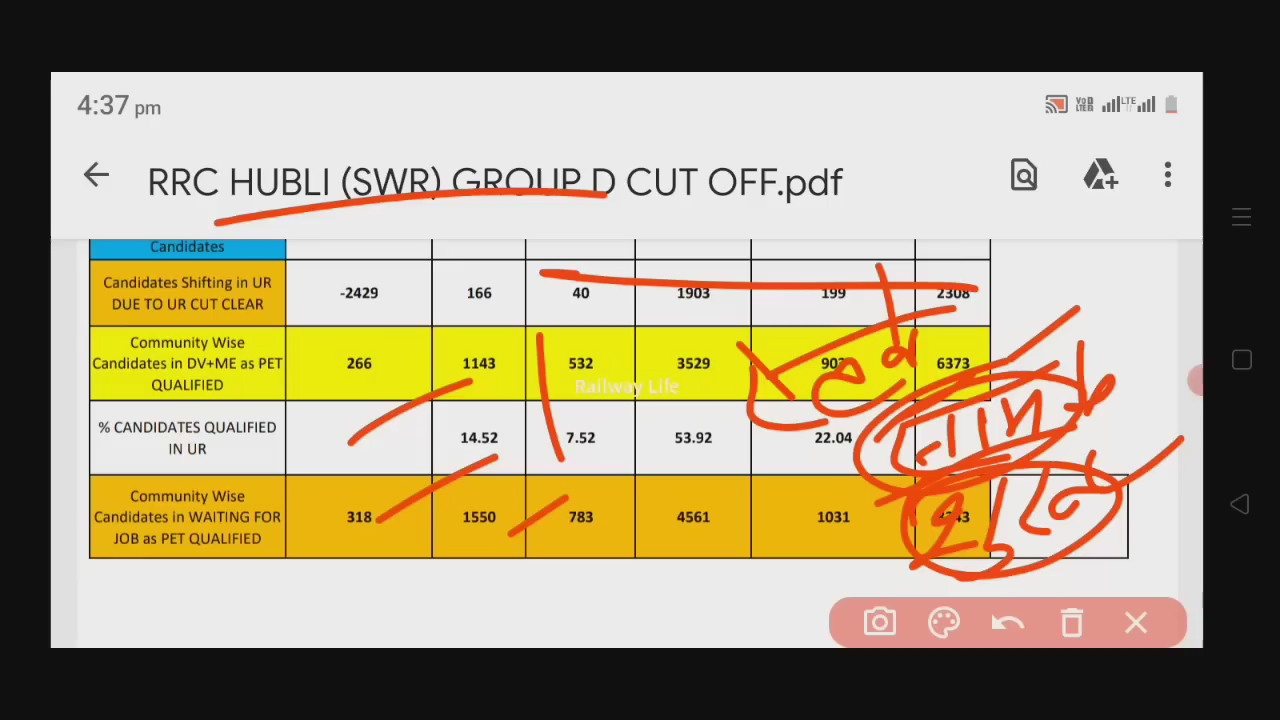 4:37 pm
RRC HUBLI (SWR) GROUP D CUT OFF.pdf
Candidates
Candidates Shifting in UR
DUE TO UR CUT CLEAR
-2429 166 40 1903 199 2308
Community Wise
Candidates in DV+ME as PET
QUALIFIED
266 1143 532 3529 6373
Railway Life
% CANDIDATES QUALIFIED
IN UR
14.52 7.52 53.92 22.04
Community Wise
Candidates in WAITING FOR
JOB as PET QUALIFIED
318 1550 783 4561 1031